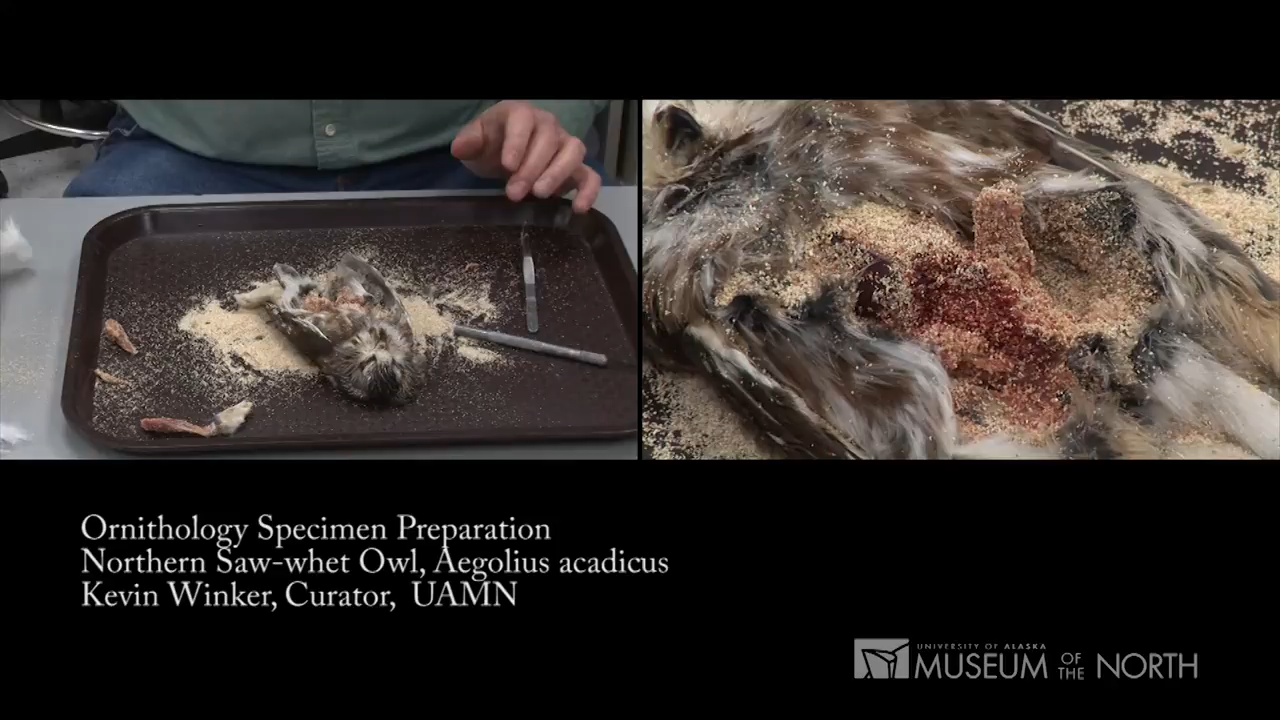 Ornithology Specimen Preparation
Northern Saw-whet Owl, Aegolius acadicus
Kevin Winker, Curator, UAMN
UNIVERSITY OF ALASKA
MUSEUM OF THE NORTH